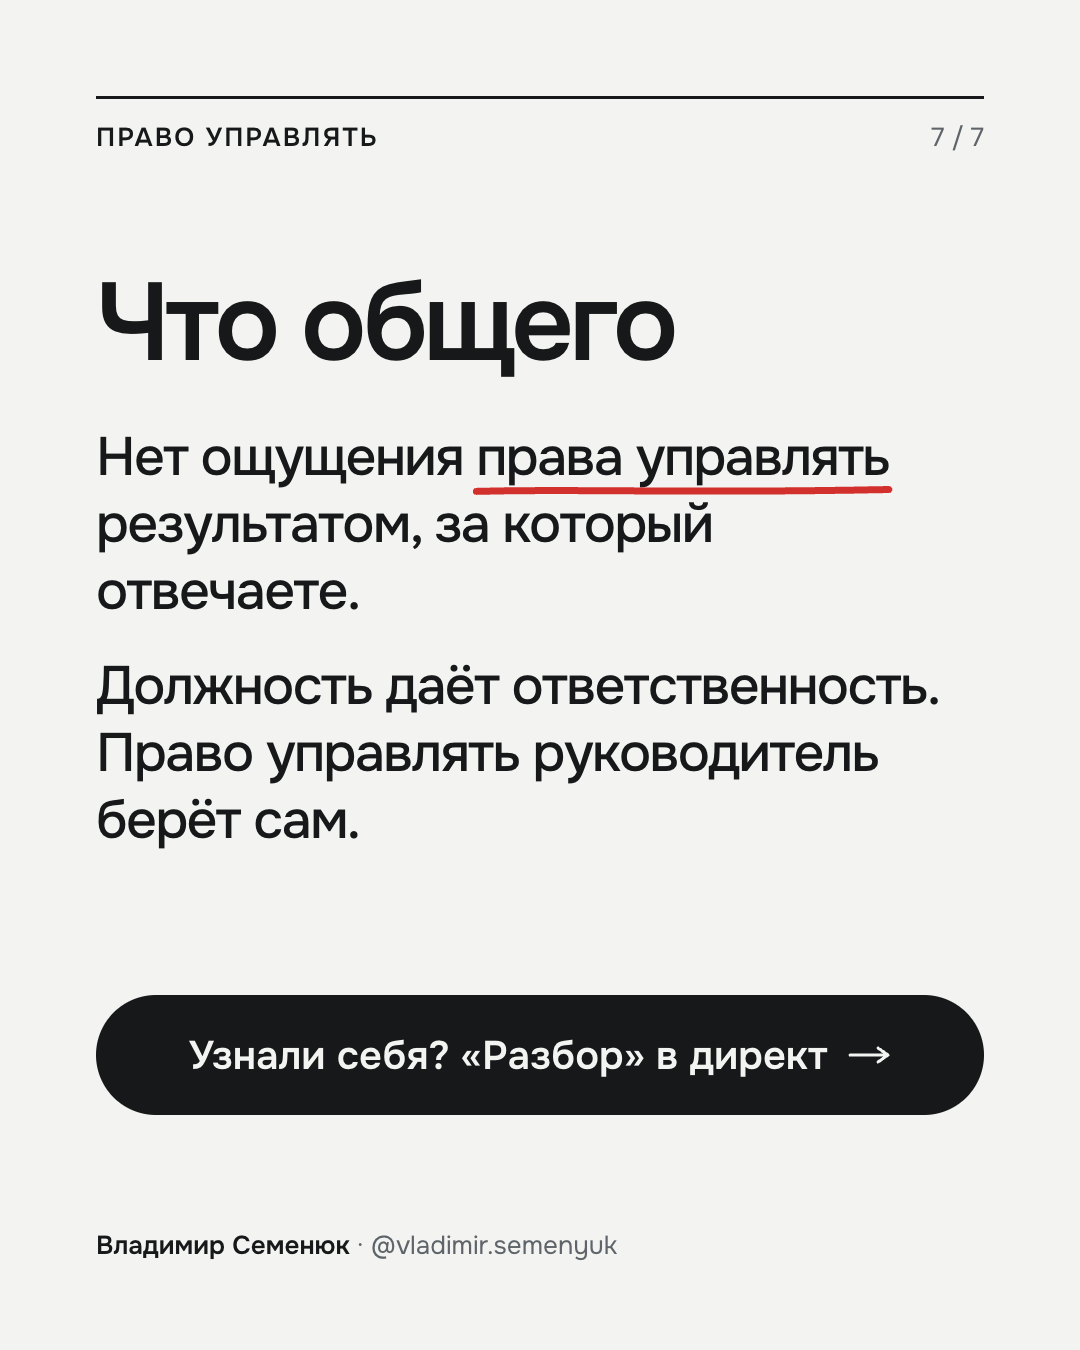 ПРАВО УПРАВЛЯТЬ
7 / 7
Что общего
Нет ощущения права управлять
результатом, за который
отвечаете.
Должность даёт ответственность.
Право управлять руководитель
берёт сам.
Узнали себя? «Разбор» в директ →
Владимир Семенюк · @vladimir.semenyuk